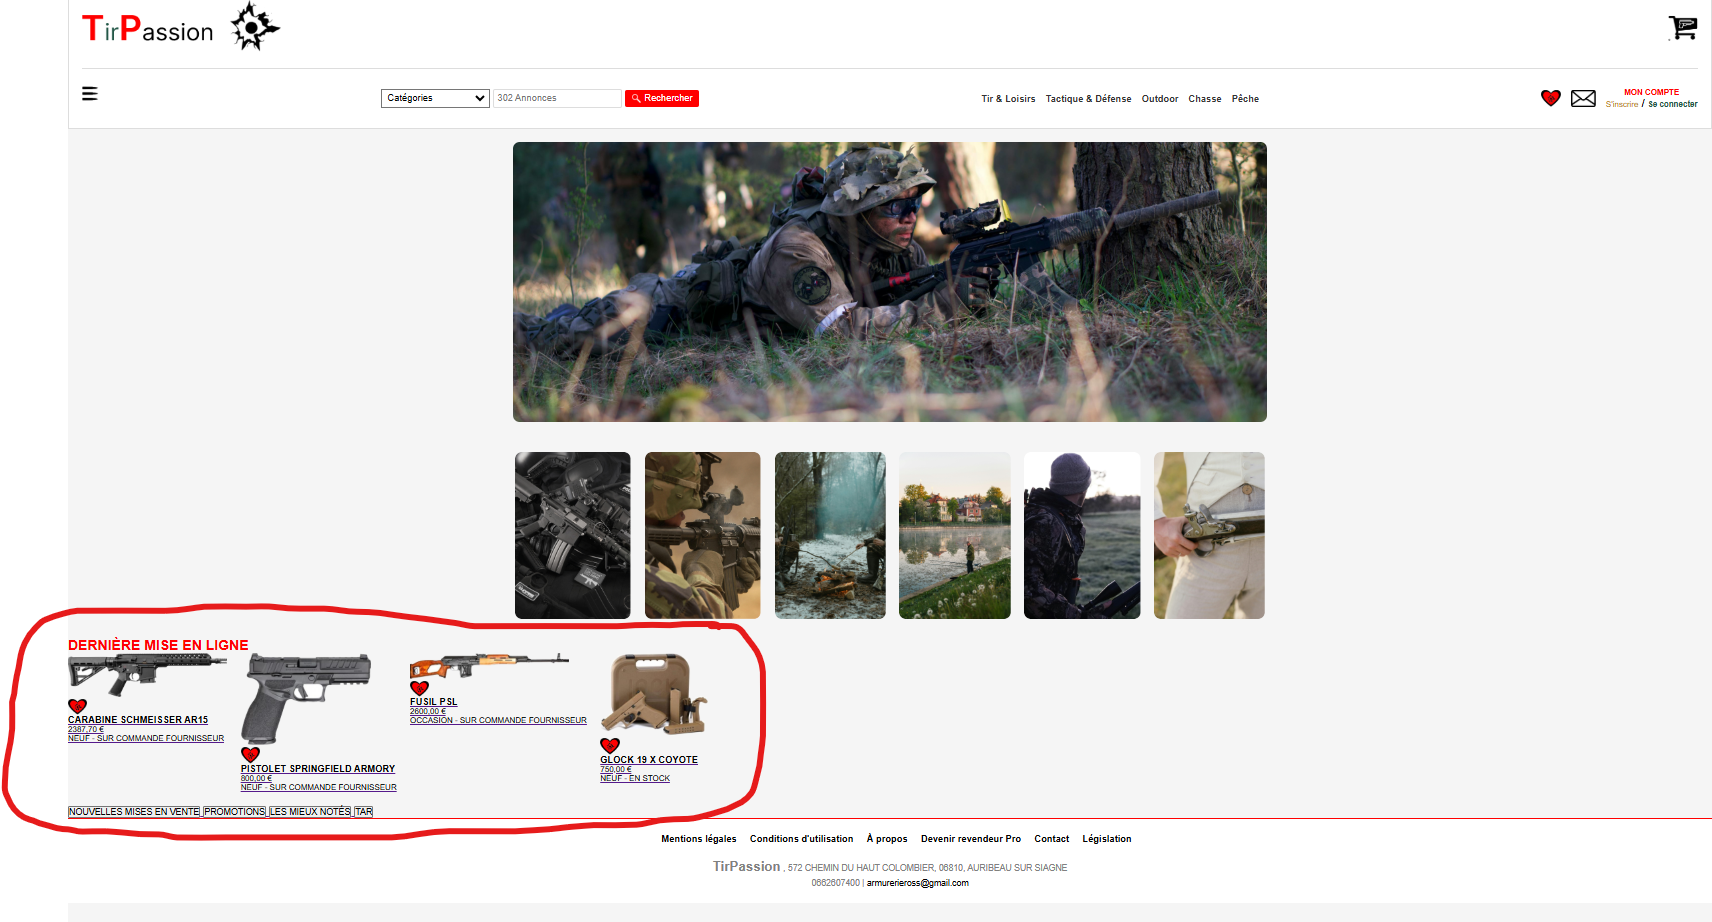 TirPassion
Catégories 302 Annonces Rechercher
Tir & Loisirs Tactique & Défense Outdoor Chasse Pêche
MON COMPTE
S'inscrire / Se connecter
DERNIÈRE MISE EN LIGNE
CARABINE SCHMEISSER AR15
2387,70 €
NEUF - SUR COMMANDE FOURNISSEUR
PISTOLET SPRINGFIELD ARMORY
800,00 €
NEUF - SUR COMMANDE FOURNISSEUR
FUSIL PSL
2600,00 €
OCCASION - SUR COMMANDE FOURNISSEUR
GLOCK 19 X COYOTE
750,00 €
NEUF - EN STOCK
NOUVELLES MISES EN VENTE PROMOTIONS LES MIEUX NOTÉS TAR
Mentions légales Conditions d'utilisation À propos Devenir revendeur Pro Contact Législation
TirPassion , 572 CHEMIN DU HAUT COLOMBIER, 06810, AURIBEAU SUR SIAGNE
0662607400 | armurerieross@gmail.com